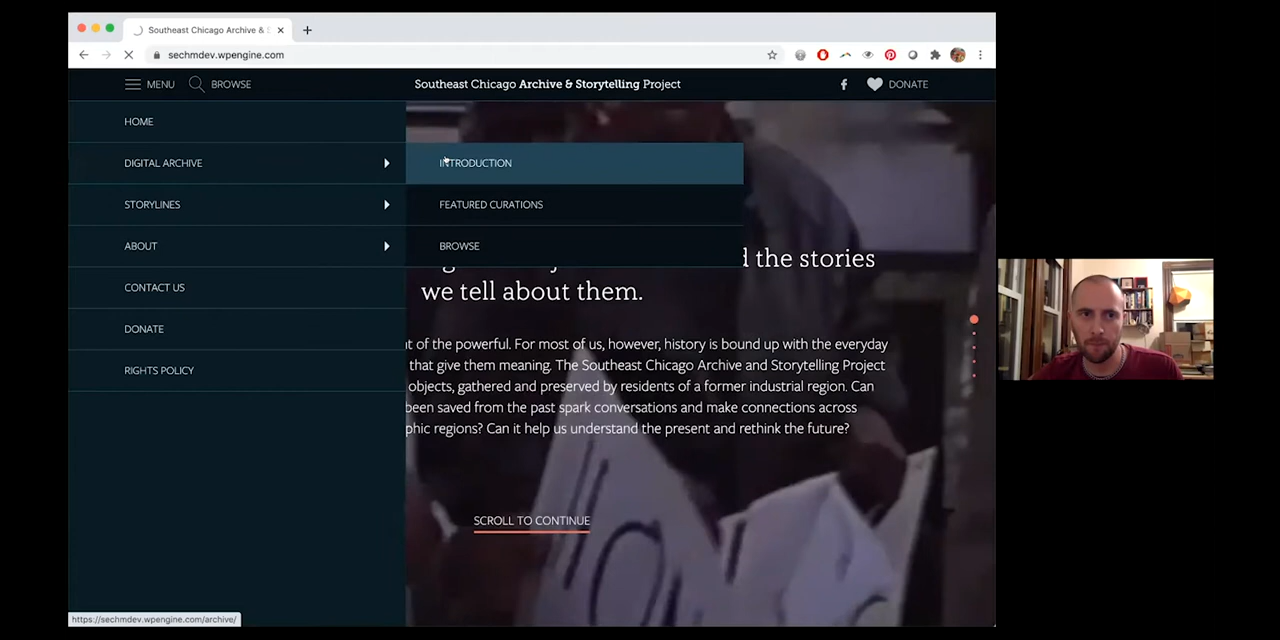 Southeast Chicago Archive &
sechmdev.wpengine.com
MENU BROWSE Southeast Chicago Archive & Storytelling Project DONATE
HOME
DIGITAL ARCHIVE INTRODUCTION
STORYLINES FEATURED CURATIONS
ABOUT BROWSE
d the stories
we tell about them.
CONTACT US
DONATE
RIGHTS POLICY
of the powerful. For most of us, however, history is bound up with the everyday
that give them meaning. The Southeast Chicago Archive and Storytelling Project
objects, gathered and preserved by residents of a former industrial region. Can
been saved from the past spark conversations and make connections across
phic regions? Can it help us understand the present and rethink the future?
SCROLL TO CONTINUE
https://sechmdev.wpengine.com/archive/